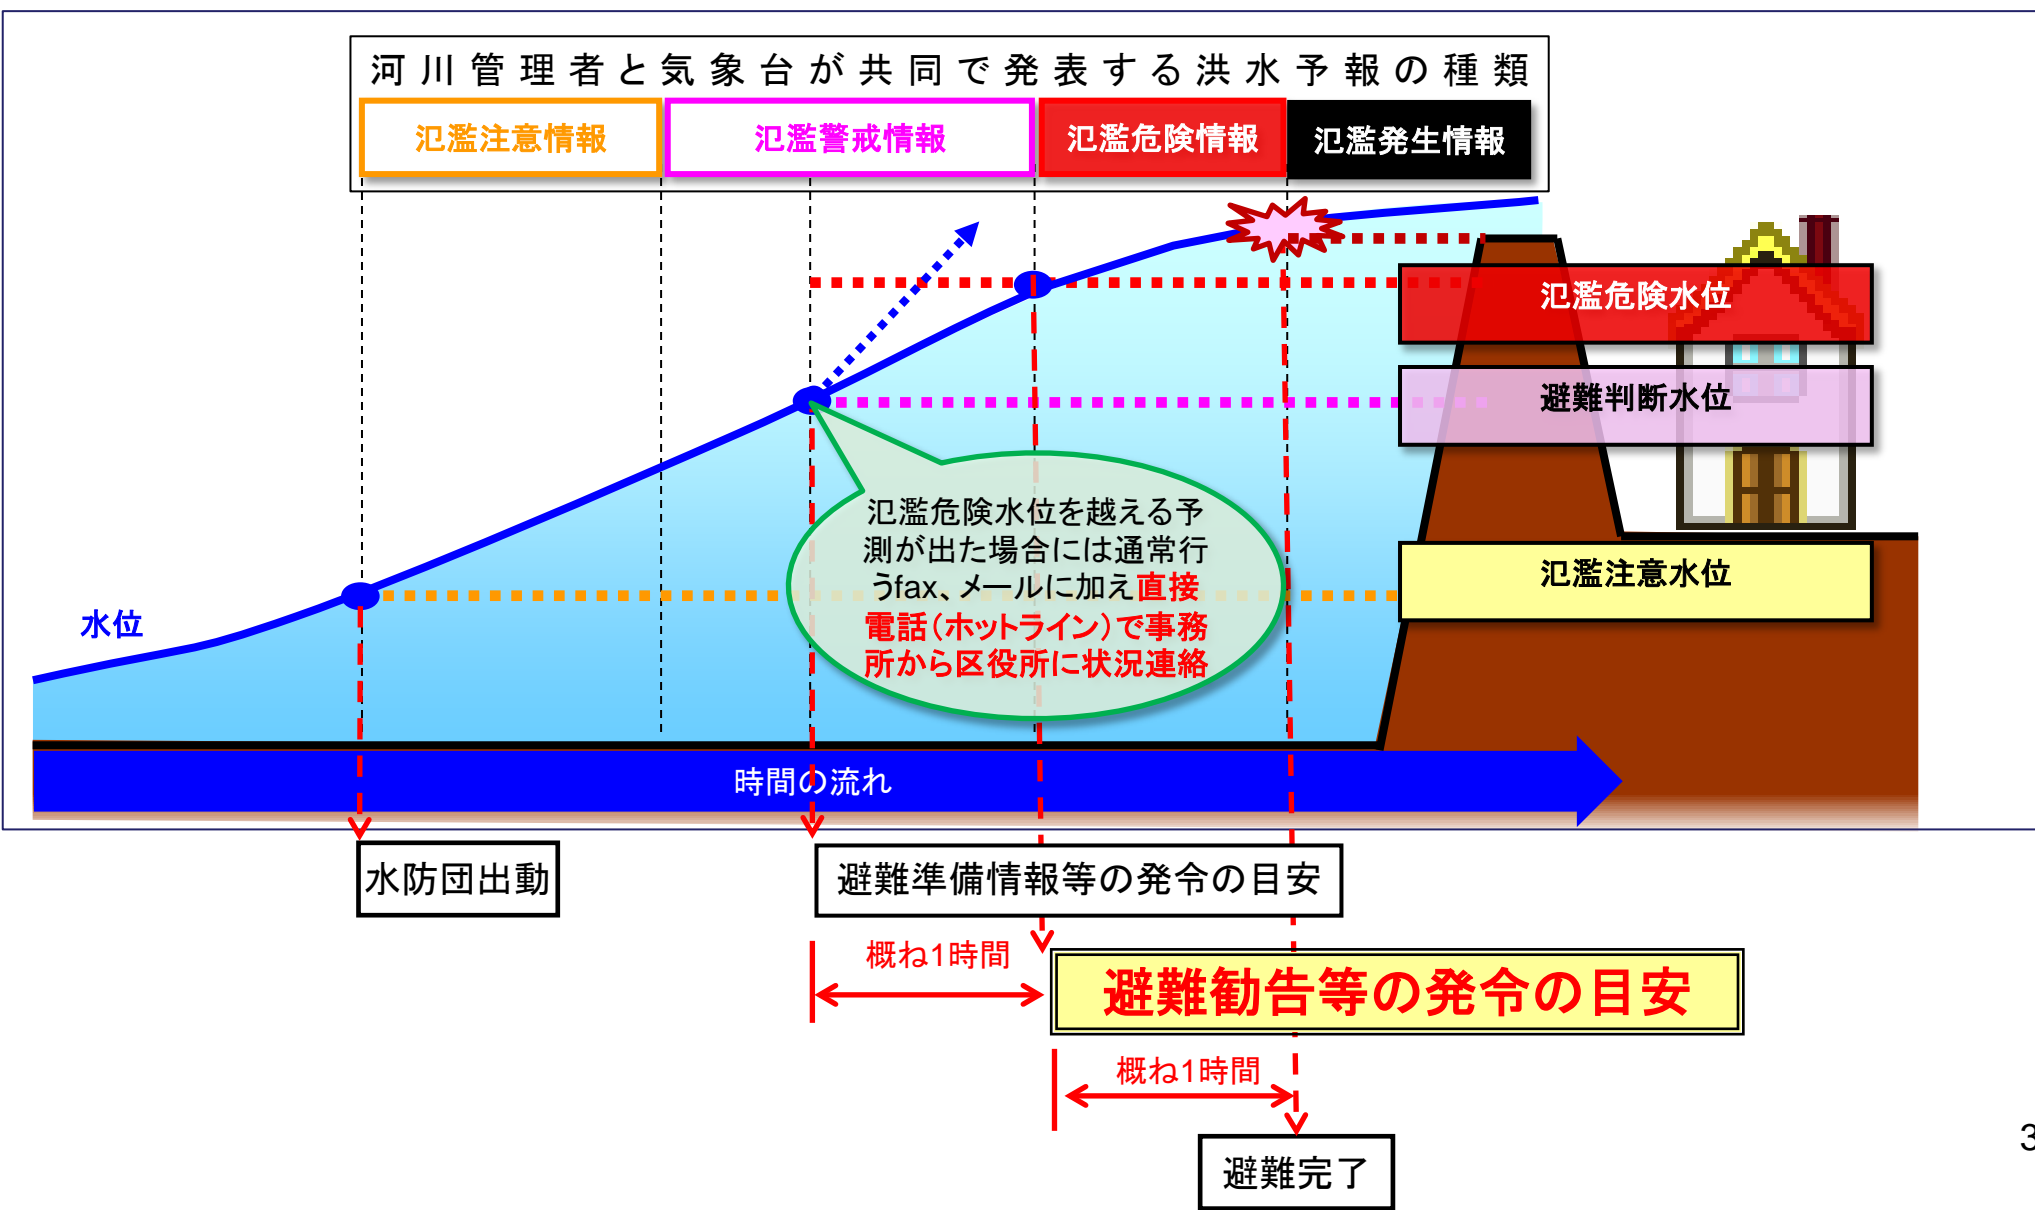 河川管理者と気象台が共同で発表する洪水予報の種類
氾濫注意情報
氾濫警戒情報
氾濫危険情報
氾濫発生情報
氾濫危険水位
避難判断水位
氾濫注意水位
水位
氾濫危険水位を越える予
測が出た場合には通常行
うfax、メールに加え直接
電話(ホットライン)で事務
所から区役所に状況連絡
時間の流れ
水防団出動
避難準備情報等の発令の目安
概ね1時間
避難勧告等の発令の目安
概ね1時間
避難完了
3